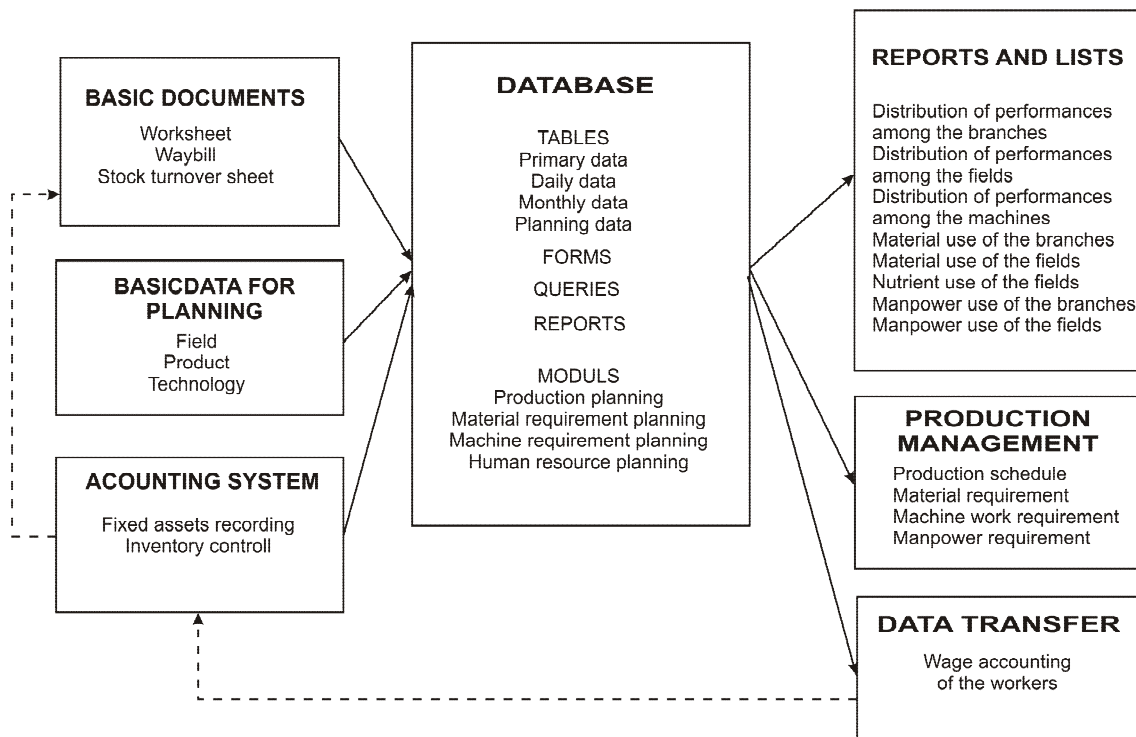 BASIC DOCUMENTS
Worksheet
Waybill
Stock turnover sheet
BASICDATA FOR
PLANNING
Field
Product
Technology
ACOUNTING SYSTEM
Fixed assets recording
Inventory controll
DATABASE
TABLES
Primary data
Daily data
Monthly data
Planning data
FORMS
QUERIES
REPORTS
MODULS
Production planning
Material requirement planning
Machine requirement planning
Human resource planning
REPORTS AND LISTS
Distribution of performances
among the branches
Distribution of performances
among the fields
Distribution of performances
among the machines
Material use of the branches
Material use of the fields
Nutrient use of the fields
Manpower use of the branches
Manpower use of the fields
PRODUCTION
MANAGEMENT
Production schedule
Material requirement
Machine work requirement
Manpower requirement
DATA TRANSFER
Wage accounting
of the workers